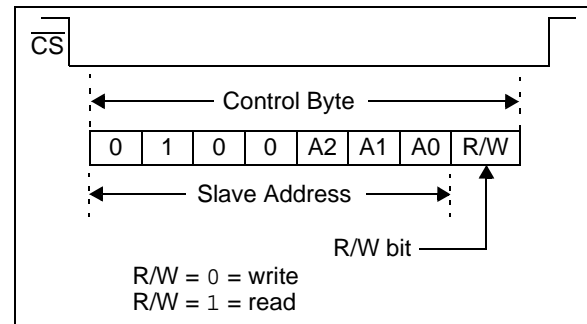 CS
Control Byte
0 1 0 0 A2 A1 A0 R/W
Slave Address
R/W bit
R/W = 0 = write
R/W = 1 = read